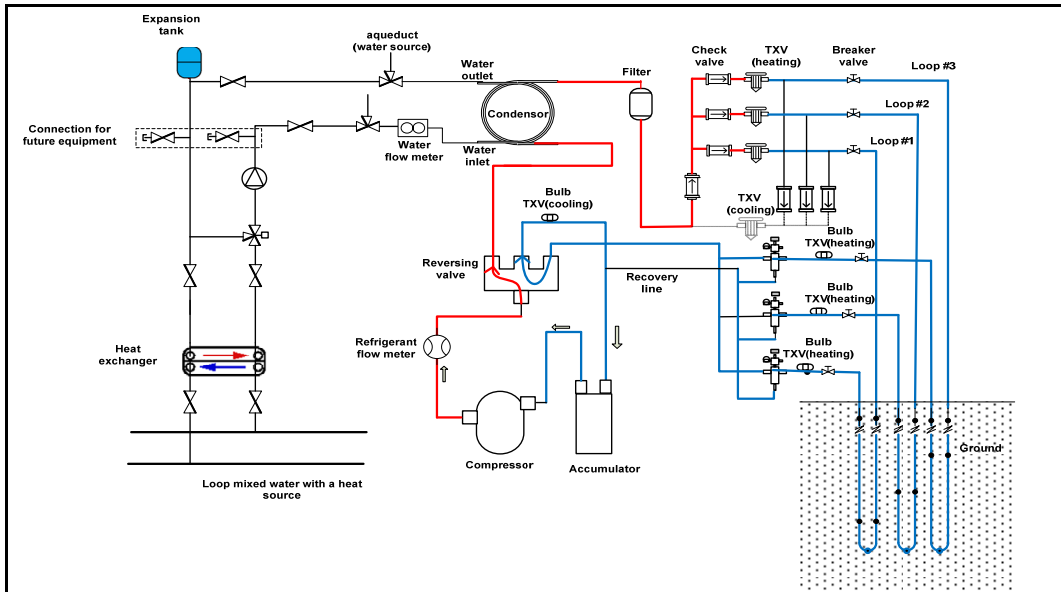 Expansion
tank
aqueduct
(water source)
Water
outlet
Condensor
Filter
Check
valve
TXV
(heating)
Breaker
valve
Loop #3
Loop #2
Loop #1
Connection for
future equipment
Water
flow meter
Water
inlet
Bulb
TXV(cooling)
TXV
(cooling)
Reversing
valve
Recovery
line
Bulb
TXV(heating)
Bulb
TXV(heating)
Bulb
TXV(heating)
Refrigerant
flow meter
Heat
exchanger
Compressor
Accumulator
Ground
Loop mixed water with a heat
source